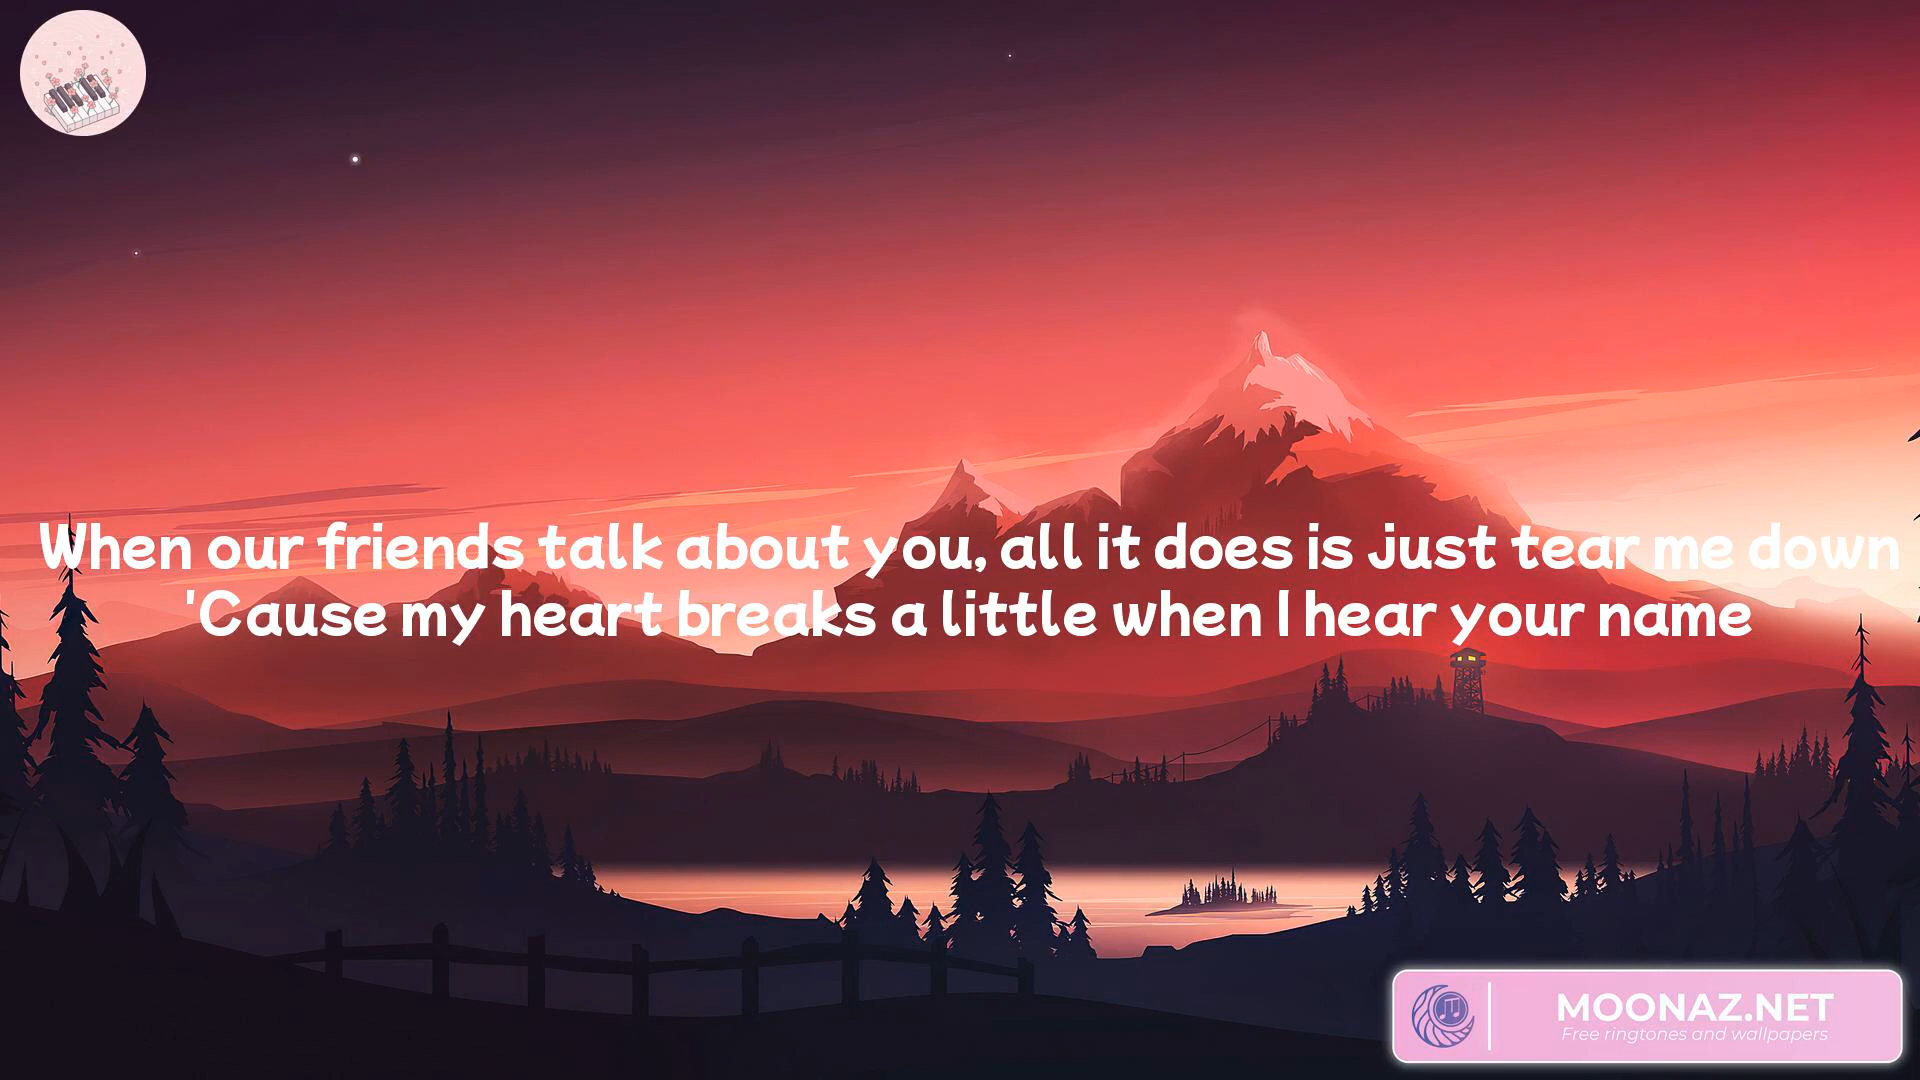 When our friends talk about you, all it does is just tear me down
'Cause my heart breaks a little when I hear your name
MOONAZ.NET
Free ringtones and wallpapers